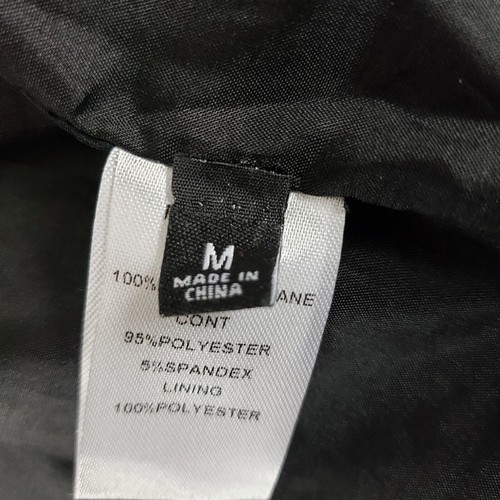 M
MADE IN
CHINA
100% ANE
CONT
95%POLYESTER
5%SPANDEX
LINING
100%POLYESTER